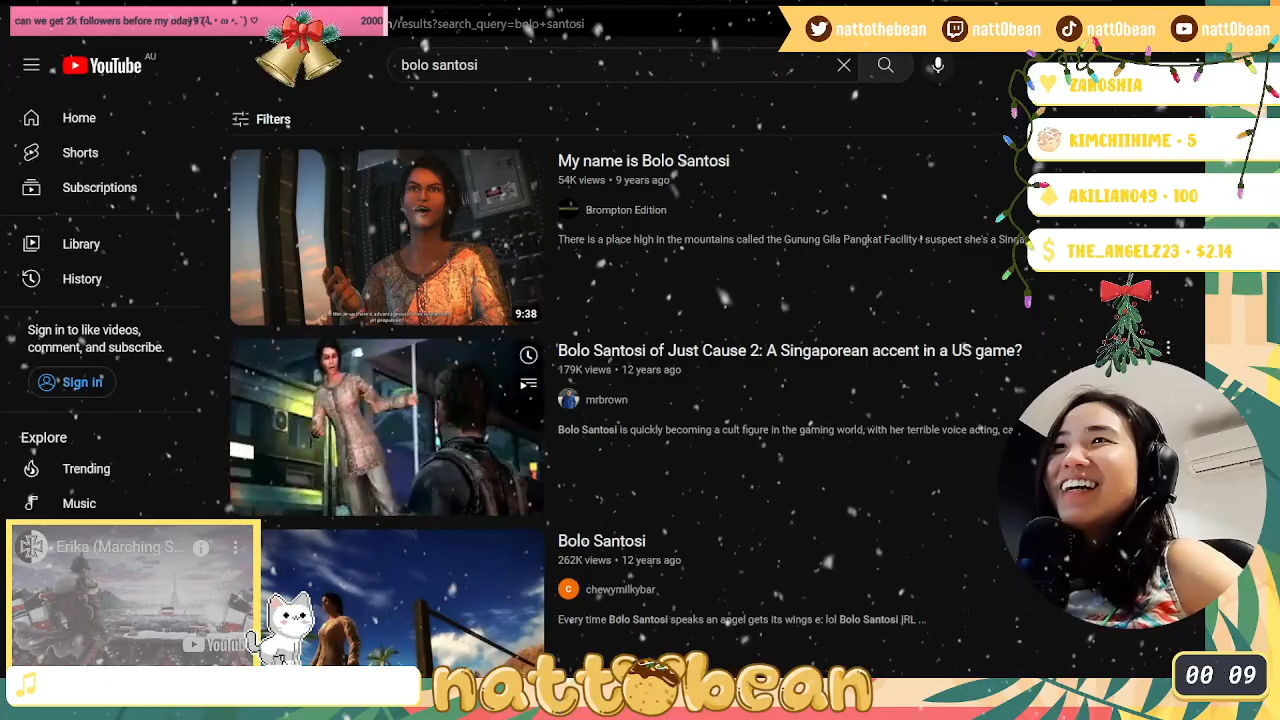 can we get 2k followers before my bday?
2000
/results?search_query=bolo+santosi
nattothebean
natt0bean
natt0bean
natt0bean
YouTube AU
bolo santosi
ZANOSHIA
KIMCHIIHIME • 5
AKILIANO49 • 100
$ THE_ANGELZ23 • $2.14
Home
Shorts
Subscriptions
Library
History
Sign in to like videos,
comment, and subscribe.
Sign in
Explore
Trending
Music
Filters
My name is Bolo Santosi
54K views • 9 years ago
Brompton Edition
There is a place high in the mountains called the Gunung Gila Pangkat Facility I suspect she's a Singa
9:38
Bolo Santosi of Just Cause 2: A Singaporean accent in a US game?
179K views • 12 years ago
mrbrown
Bolo Santosi is quickly becoming a cult figure in the gaming world, with her terrible voice acting, ca
Bolo Santosi
262K views • 12 years ago
C chewymilkybar
Every time Bolo Santosi speaks an angel gets its wings e: lol Bolo Santosi IRL ...
Erika (Marching S...
YouTube
natt0bean
00 09